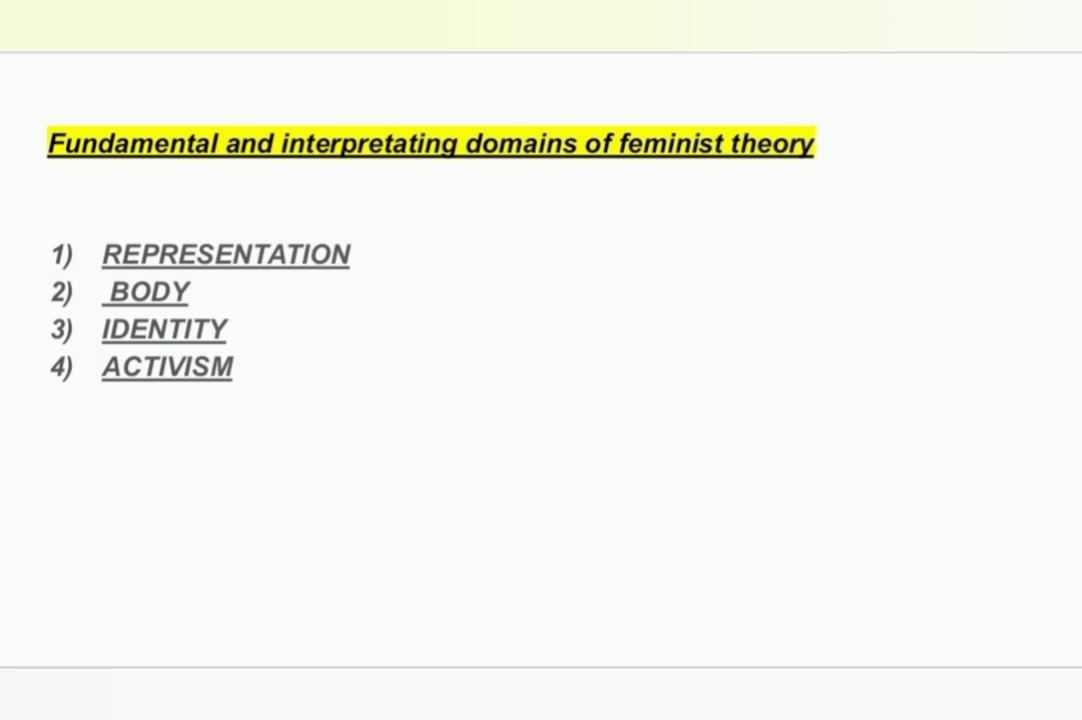 Fundamental and interpretating domains of feminist theory
1) REPRESENTATION
2) BODY
3) IDENTITY
4) ACTIVISM